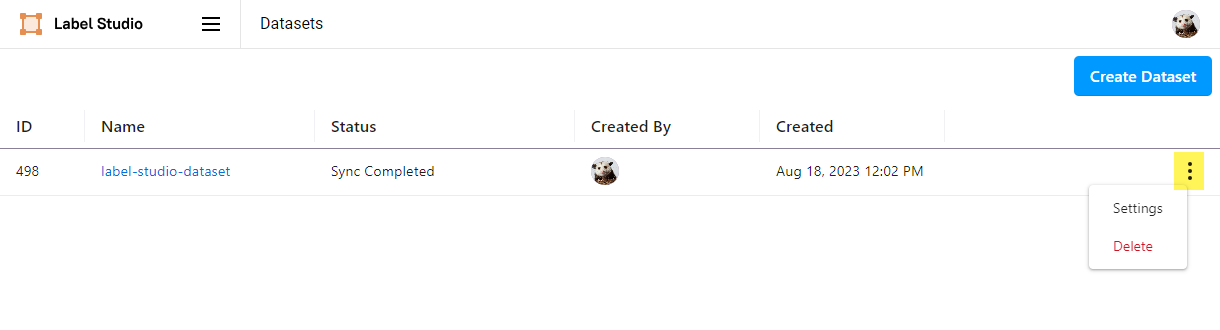 Label Studio Datasets
Create Dataset
ID Name Status Created By Created
498 label-studio-dataset Sync Completed Aug 18, 2023 12:02 PM
Settings
Delete